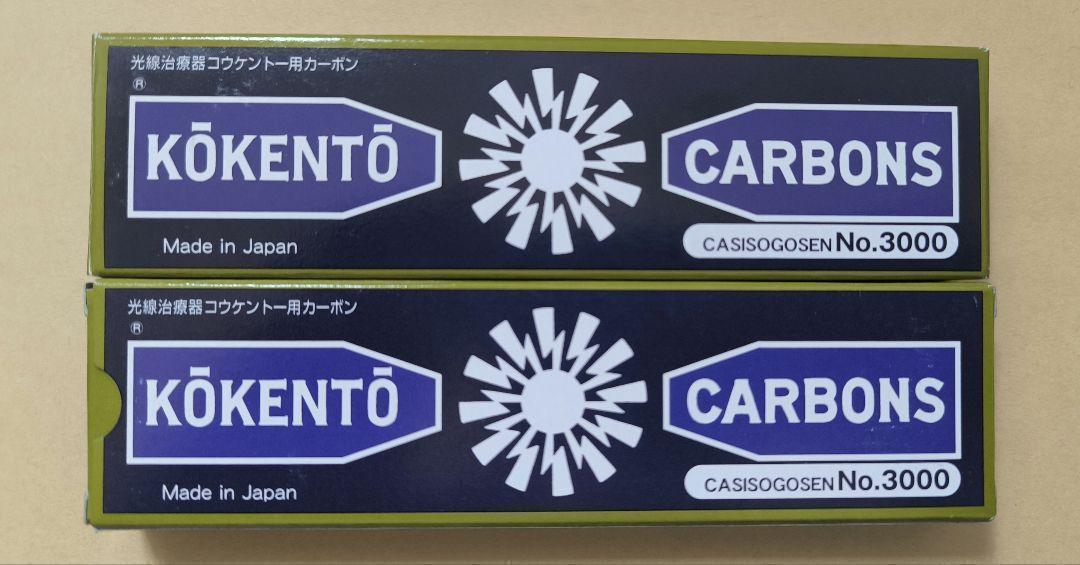 光線治療器コウケントー用カーボン
®
KŌKENTŌ
CARBONS
Made in Japan
CASISOGOSEN No.3000
光線治療器コウケントー用カーボン
®
KŌKENTŌ
CARBONS
Made in Japan
CASISOGOSEN No.3000